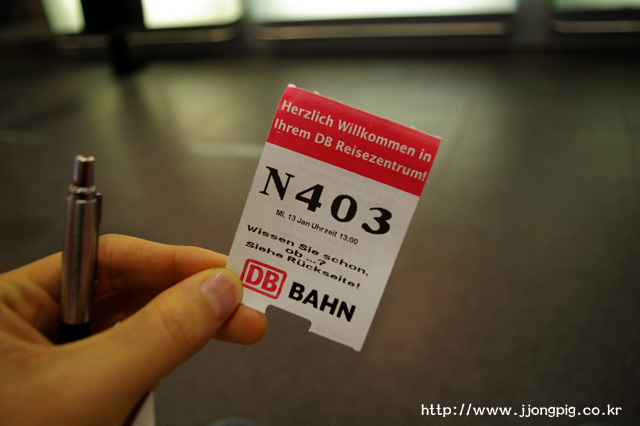 Herzlich Willkommen in
Ihrem DB Reisezentrum!
N403
Mi, 13 Jan Uhrzeit 13:00
Wissen Sie schon,
ob ...?
Siehe Rückseite!
DB BAHN
http://www.jjongpig.co.kr